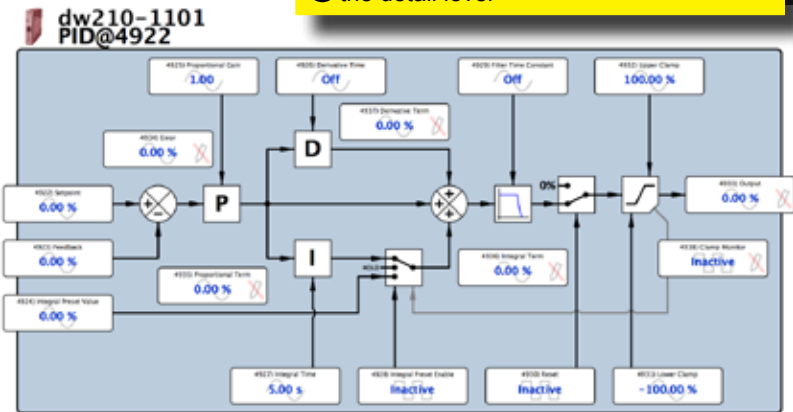 the detail level
dw210-1101
PID@4922
4925) Proportional Gain
1.00
4926) Derivative Time
Off
4929) Filter Time Constant
Off
4932) Upper Clamp
100.00 %
4937) Derivative Term
0.00 %
4934) Error
0.00 %
D
0%
4922) Setpoint
0.00 %
P
4933) Output
0.00 %
4923) Feedback
0.00 %
I
HOLD
4935) Proportional Term
0.00 %
4936) Integral Term
0.00 %
4938) Clamp Monitor
Inactive
4924) Integral Preset Value
0.00 %
4927) Integral Time
5.00 s
4928) Integral Preset Enable
Inactive
4930) Reset
Inactive
4931) Lower Clamp
-100.00 %